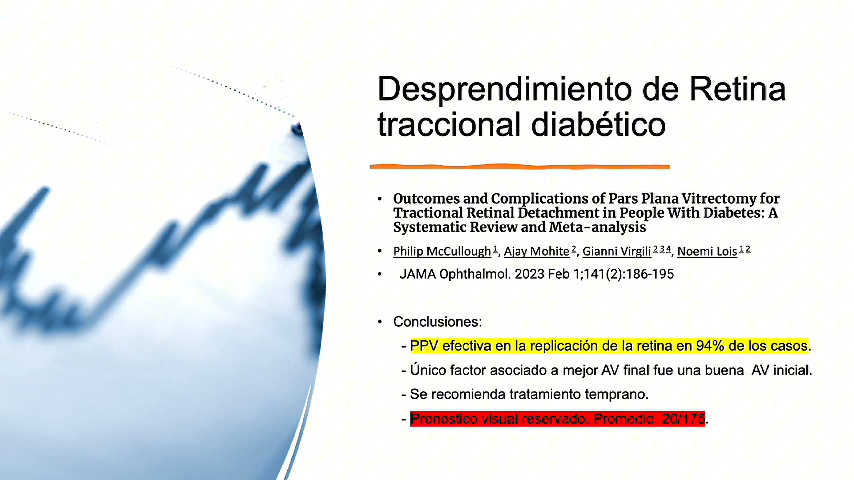 Desprendimiento de Retina
traccional diabético
• Outcomes and Complications of Pars Plana Vitrectomy for
Tractional Retinal Detachment in People With Diabetes: A
Systematic Review and Meta-analysis
• Philip McCullough 1, Ajay Mohite 2, Gianni Virgili 2 3 4, Noemi Lois 1 2
• JAMA Ophthalmol. 2023 Feb 1;141(2):186-195
• Conclusiones:
- PPV efectiva en la replicación de la retina en 94% de los casos.
- Único factor asociado a mejor AV final fue una buena AV inicial.
- Se recomienda tratamiento temprano.
- Pronostico visual reservado. Promedio 20/175.